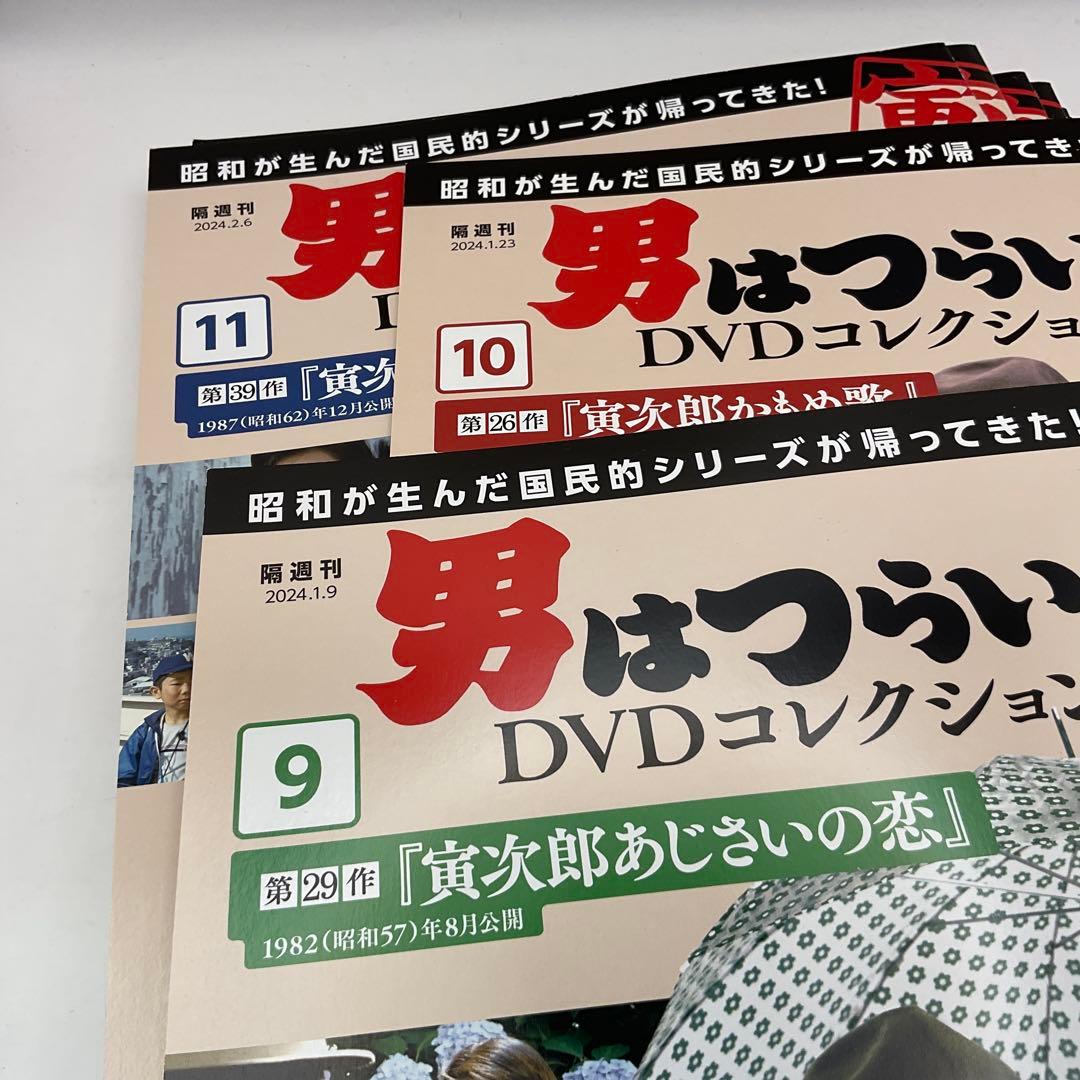 昭和が生んだ国民的シリーズが帰ってきた!
寅
隔週刊
2024.2.6
男
D
11
第39作『寅次
1987(昭和62)年12月公開
昭和が生んだ国民的シリーズが帰ってき
隔週刊
2024.1.23
男はつらい
DVDコレクション
10
第26作『寅次郎かもめ歌』
昭和が生んだ国民的シリーズが帰ってきた!
隔週刊
2024.1.9
男はつらい
DVDコレクション
9
第29作『寅次郎あじさいの恋』
1982(昭和57)年8月公開